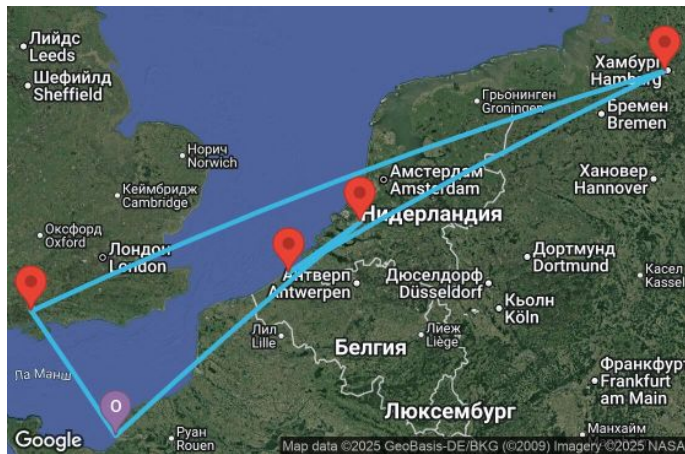 Лийдс
Leeds
Шефийлд
Sheffield
Хамбург
Hamburg
Грьонинген
Groningen
Бремен
Bremen
Норич
Norwich
Амстердам
Amsterdam
Хановер
Hannover
Кеймбридж
Cambridge
Нидерландия
Оксфорд
Oxford
Лондон
London
Дортмунд
Dortmund
Антверп
Antwerpen
Дюселдорф
Düsseldorf
Касел
Kassel
Кьолн
Köln
Лил
Lille
Лиеж
Liège
Белгия
Ла Манш
Франкфурт
Frankfurt
am Main
O
Люксембург
Руан
Rouen
Манхайм
Google
Map data ©2025 GeoBasis-DE/BKG (©2009) Imagery ©2025 NASA